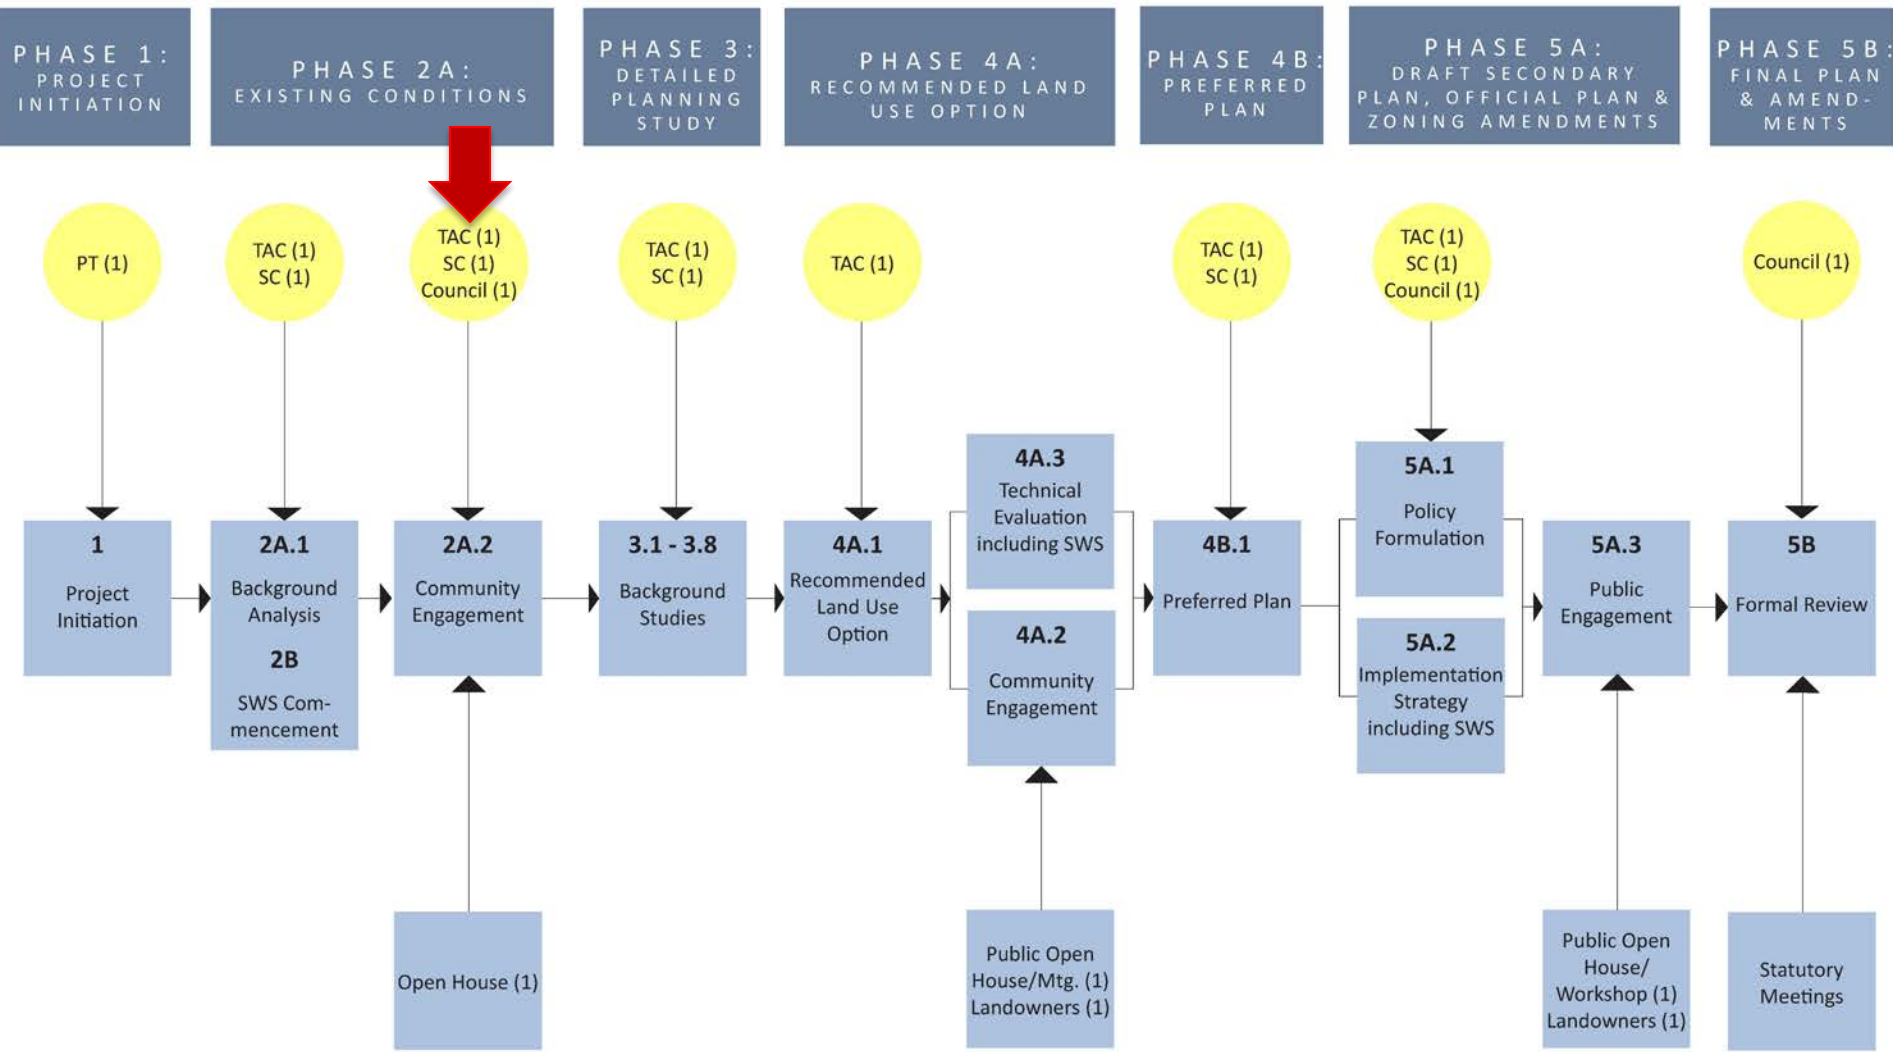 PHASE 1:
PROJECT
INITIATION
PHASE 2A:
EXISTING CONDITIONS
PHASE 3:
DETAILED
PLANNING
STUDY
PHASE 4A:
RECOMMENDED LAND
USE OPTION
PHASE 4B:
PREFERRED
PLAN
PHASE 5A:
DRAFT SECONDARY
PLAN, OFFICIAL PLAN &
ZONING AMENDMENTS
PHASE 5B:
FINAL PLAN
& AMEND-
MENTS
PT (1)
TAC (1)
SC (1)
TAC (1)
SC (1)
Council (1)
TAC (1)
SC (1)
TAC (1)
TAC (1)
SC (1)
TAC (1)
SC (1)
Council (1)
Council (1)
1
Project
Initiation
2A.1
Background
Analysis
2B
SWS Com-
mencement
2A.2
Community
Engagement
3.1 - 3.8
Background
Studies
4A.1
Recommended
Land Use
Option
4A.3
Technical
Evaluation
including SWS
4A.2
Community
Engagement
4B.1
Preferred Plan
5A.1
Policy
Formulation
5A.2
Implementation
Strategy
including SWS
5A.3
Public
Engagement
5B
Formal Review
Open House (1)
Public Open
House/Mtg. (1)
Landowners (1)
Public Open
House/
Workshop (1)
Landowners (1)
Statutory
Meetings